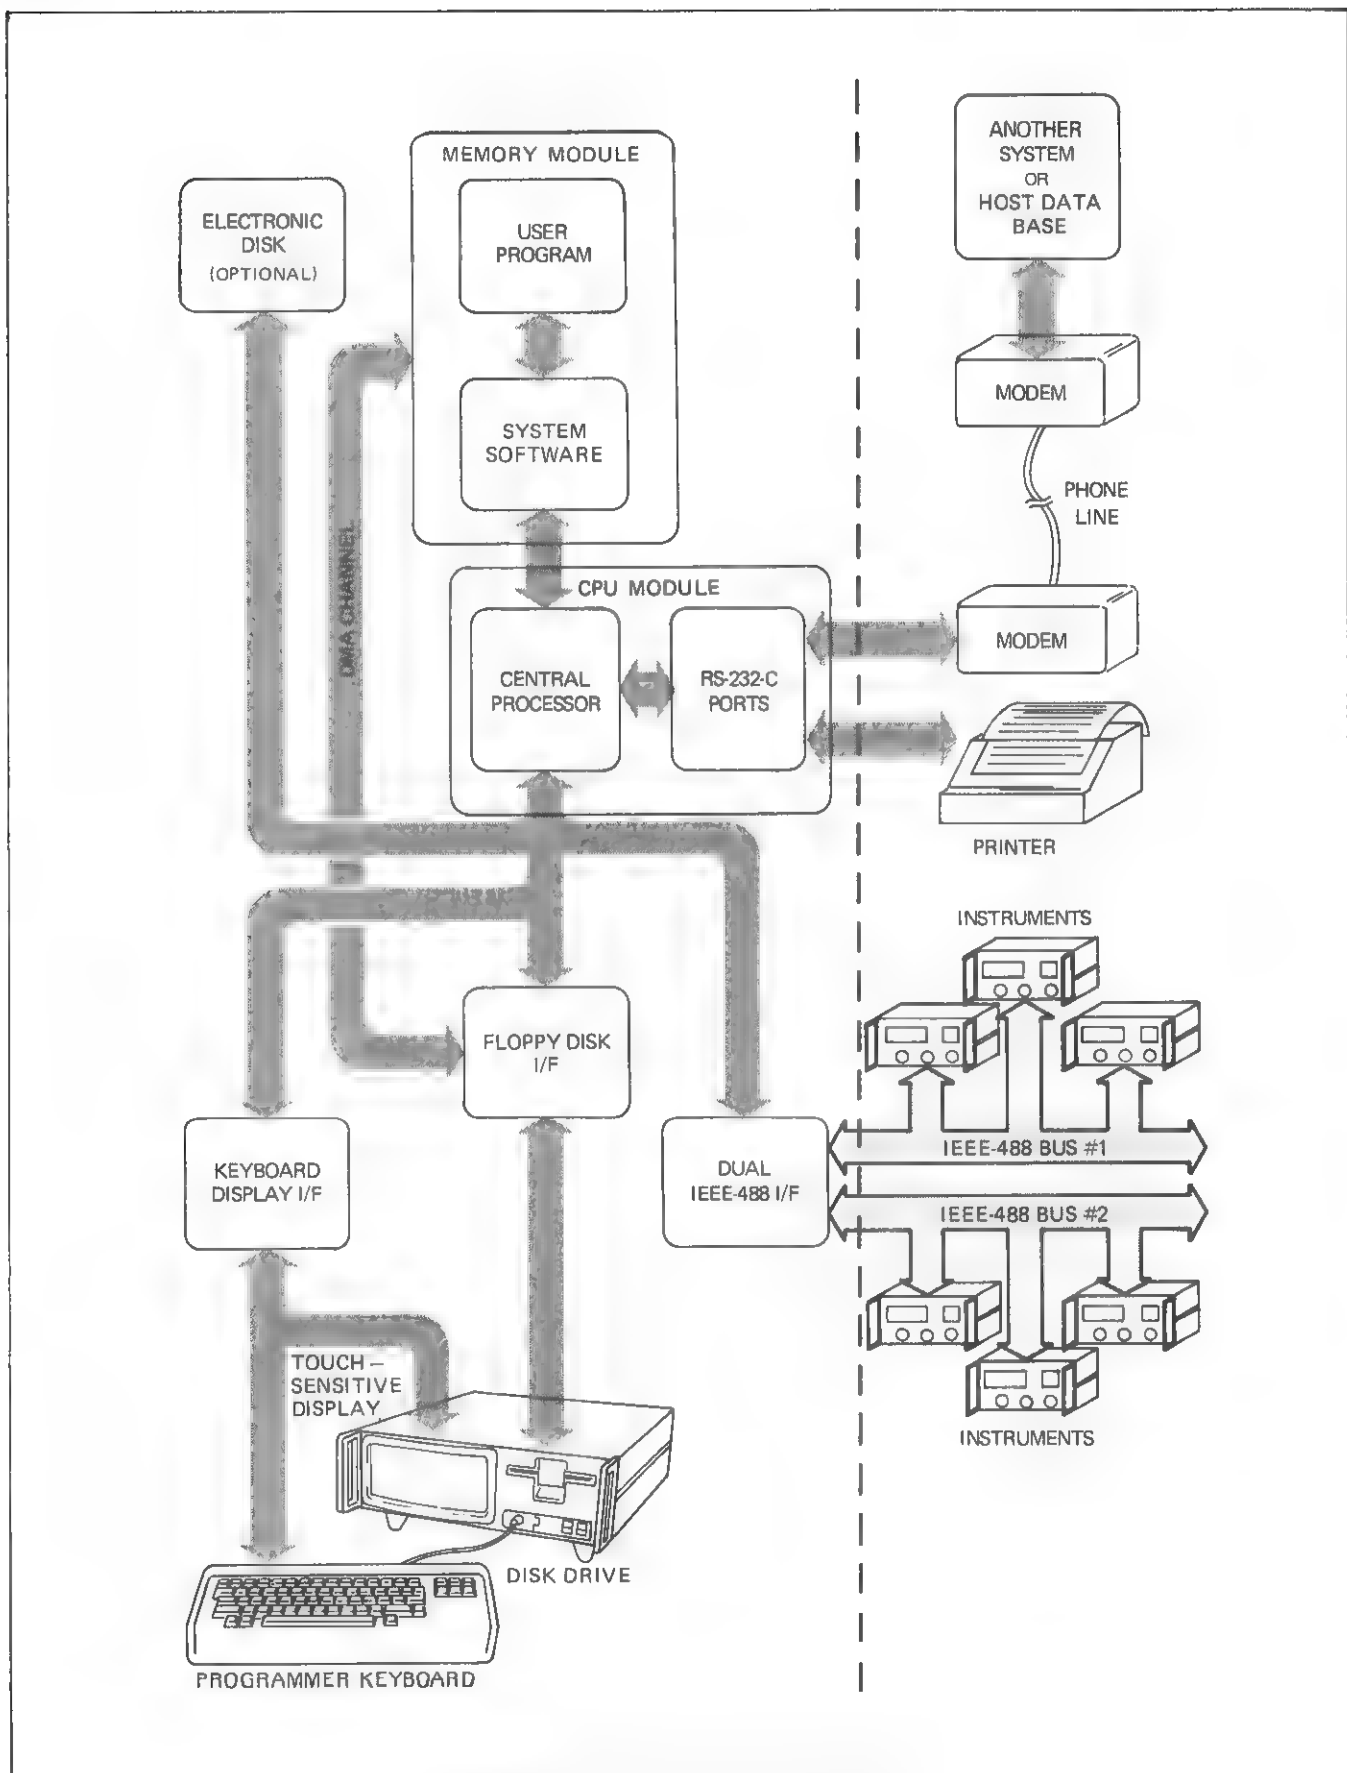 MEMORY MODULE
USER
PROGRAM
SYSTEM
SOFTWARE
ELECTRONIC
DISK
(OPTIONAL)
DMA CHANNEL
CPU MODULE
CENTRAL
PROCESSOR
RS-232-C
PORTS
ANOTHER
SYSTEM
OR
HOST DATA
BASE
MODEM
PHONE
LINE
MODEM
PRINTER
INSTRUMENTS
FLOPPY DISK
I/F
KEYBOARD
DISPLAY I/F
DUAL
IEEE-488 I/F
IEEE-488 BUS #1
IEEE-488 BUS #2
INSTRUMENTS
TOUCH –
SENSITIVE
DISPLAY
DISK DRIVE
PROGRAMMER KEYBOARD